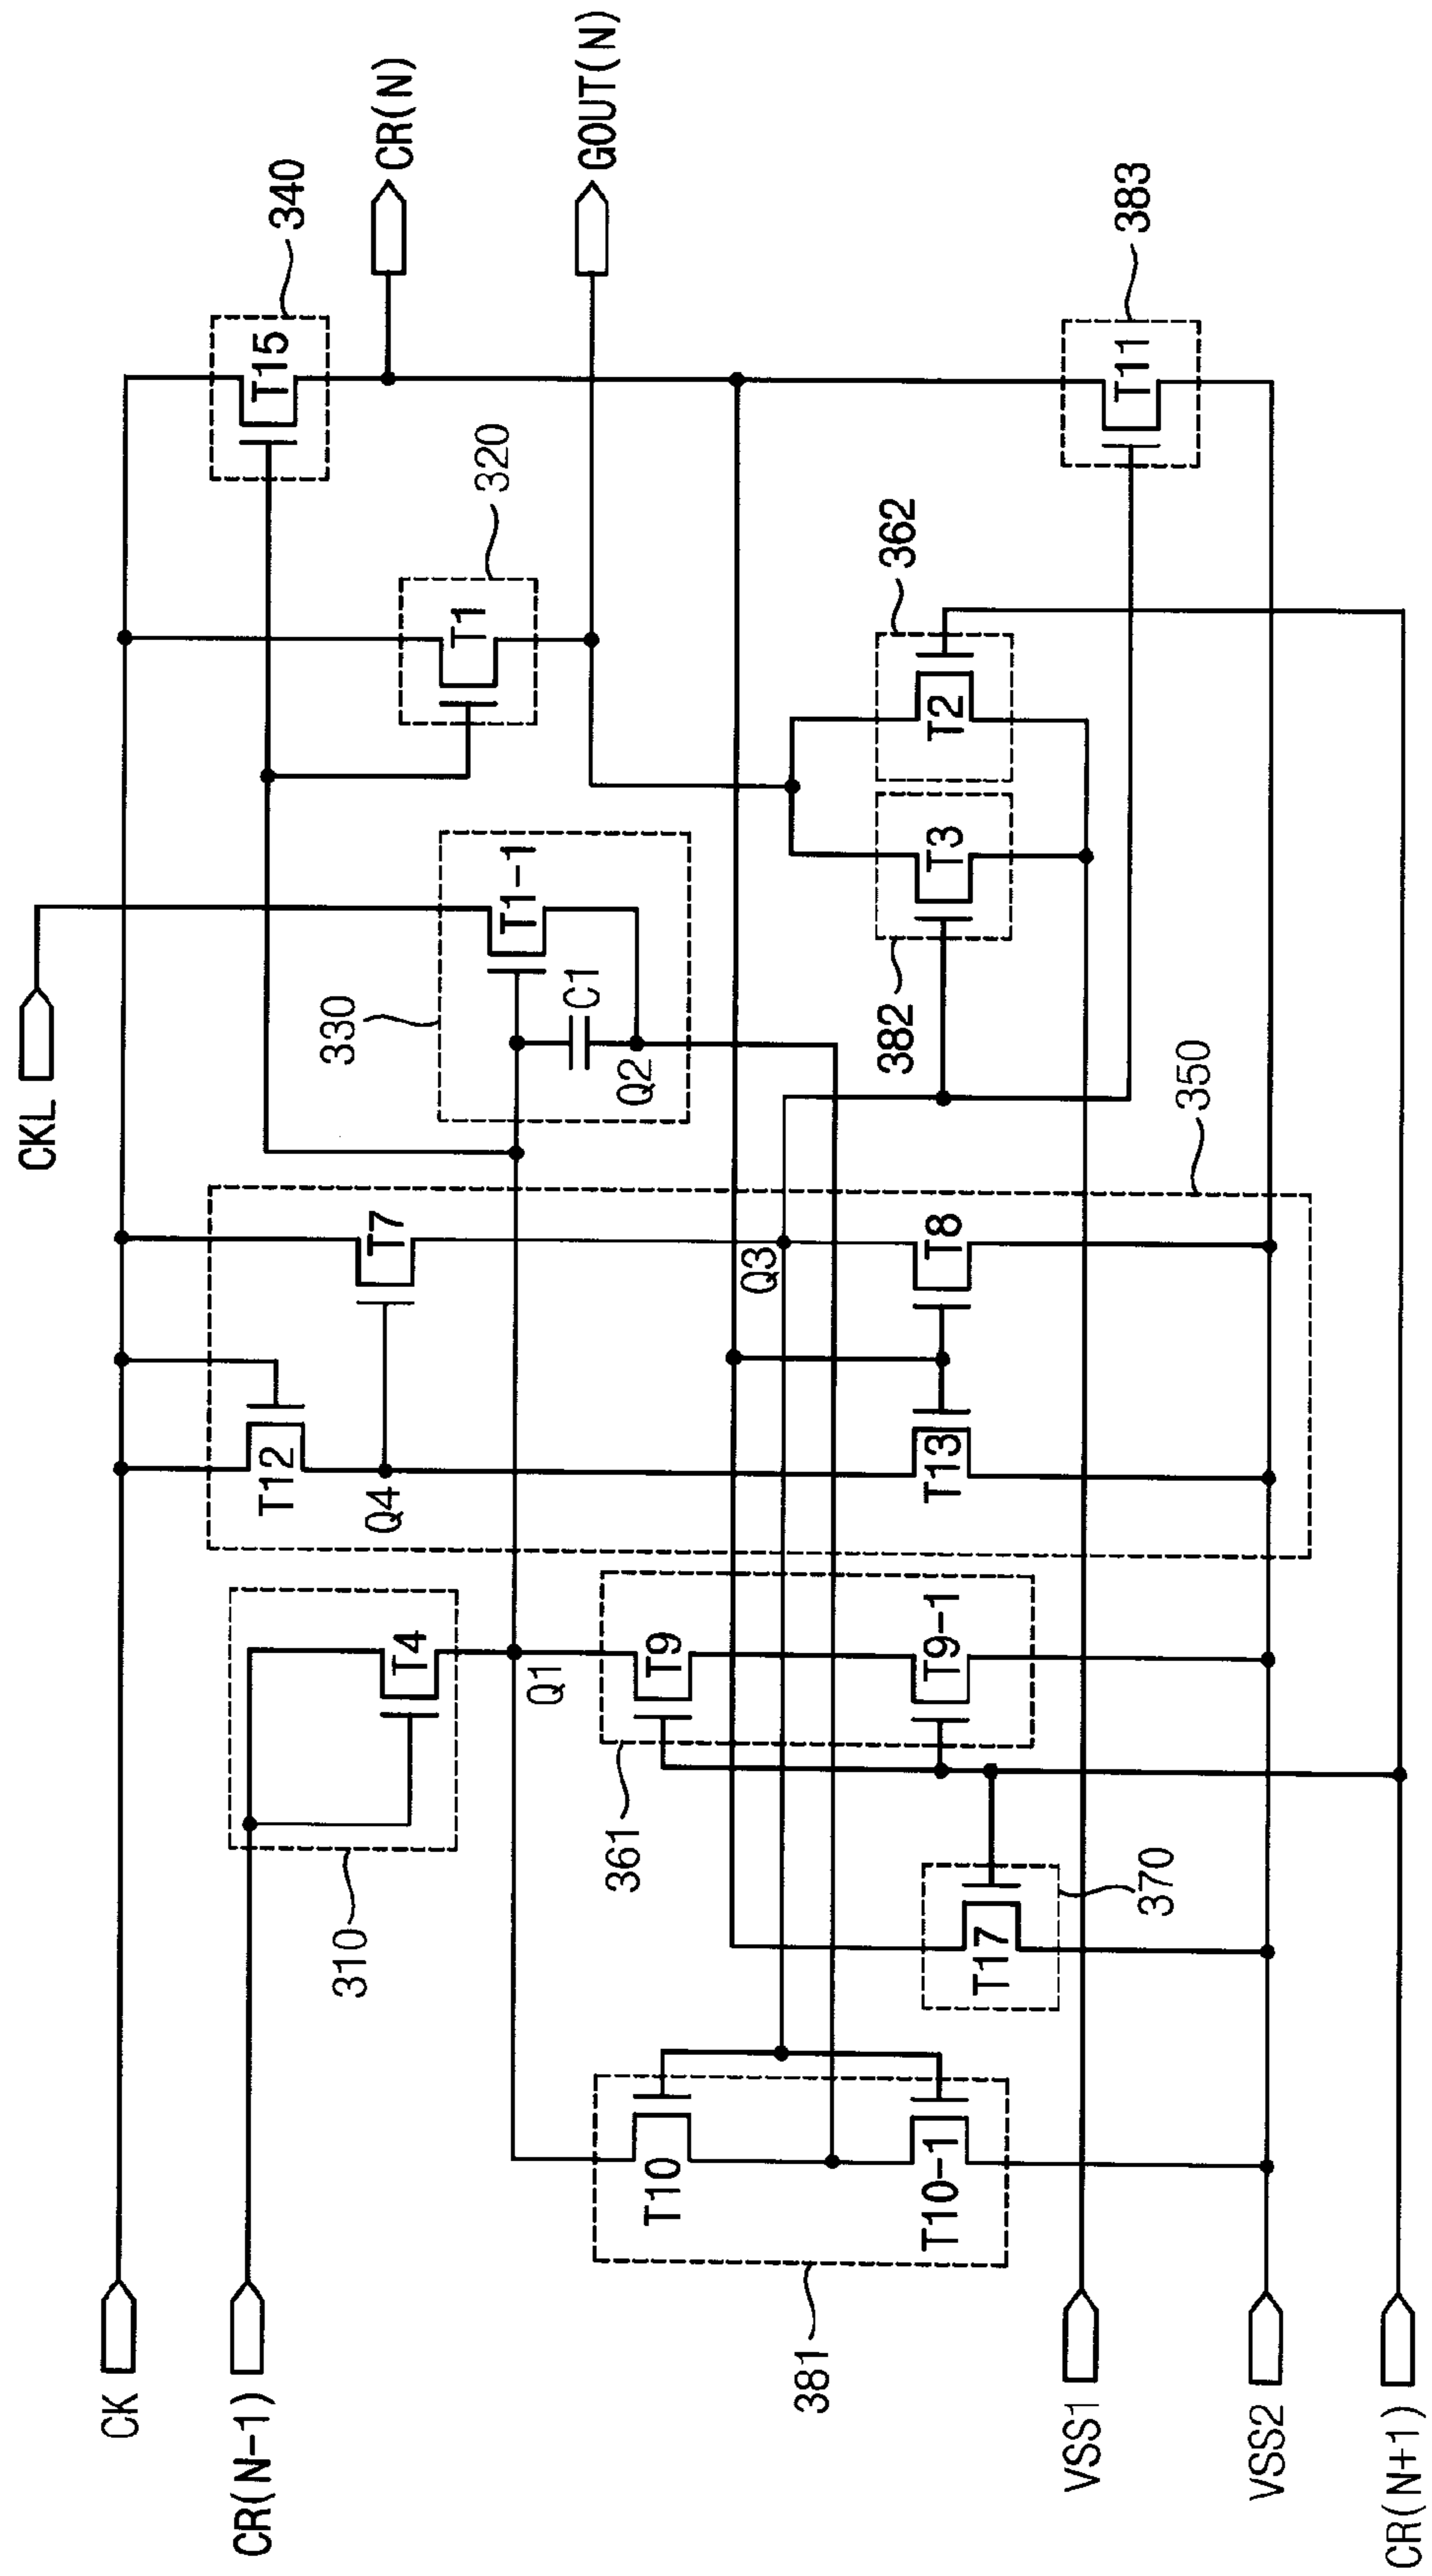 CKL
CK
CR(N-1)
310
T4
Q1
T12
Q4
T7
350
330
T1-1
C1
Q2
T15
340
T1
320
CR(N)
GOUT(N)
381
T10
T10-1
T17
370
361
T9
T9-1
T13
T8
Q3
382
T3
T2
362
T11
383
VSS1
VSS2
CR(N+1)